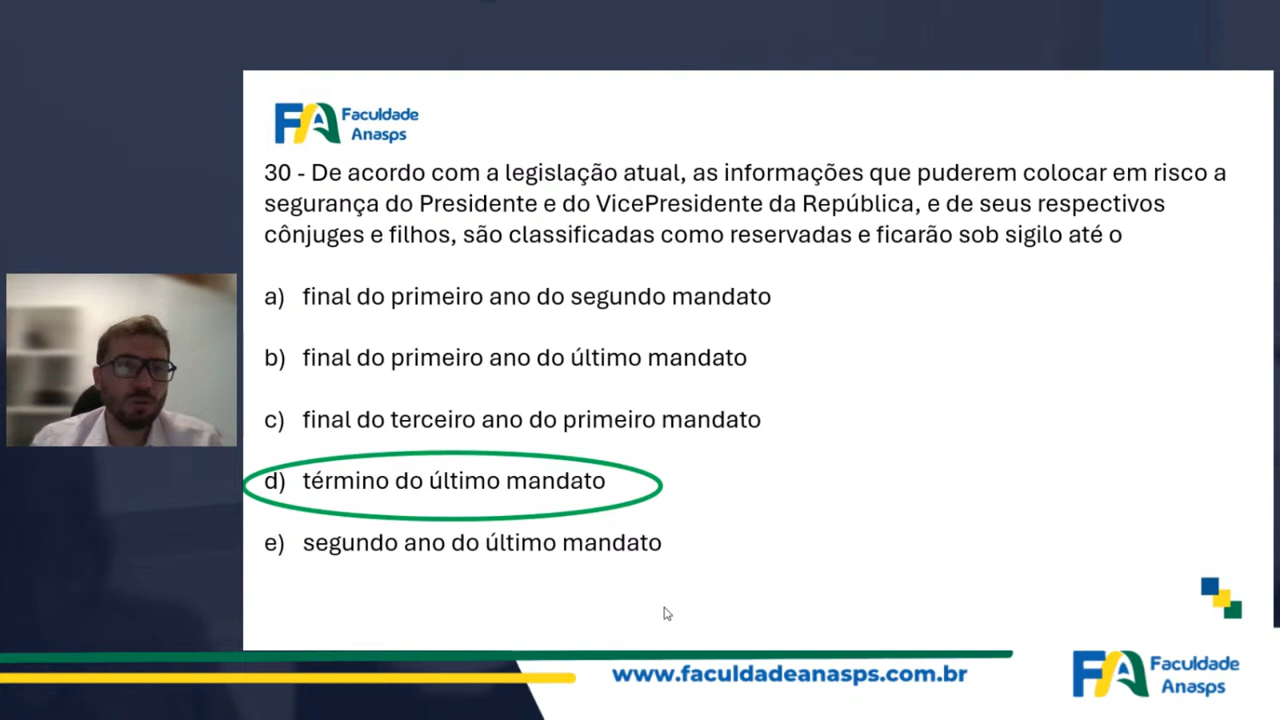 FA Faculdade
Anasps
30 - De acordo com a legislação atual, as informações que puderem colocar em risco a
segurança do Presidente e do VicePresidente da República, e de seus respectivos
cônjuges e filhos, são classificadas como reservadas e ficarão sob sigilo até o
a) final do primeiro ano do segundo mandato
b) final do primeiro ano do último mandato
c) final do terceiro ano do primeiro mandato
d) término do último mandato
e) segundo ano do último mandato
www.faculdadeanasps.com.br
FA Faculdade
Anasps